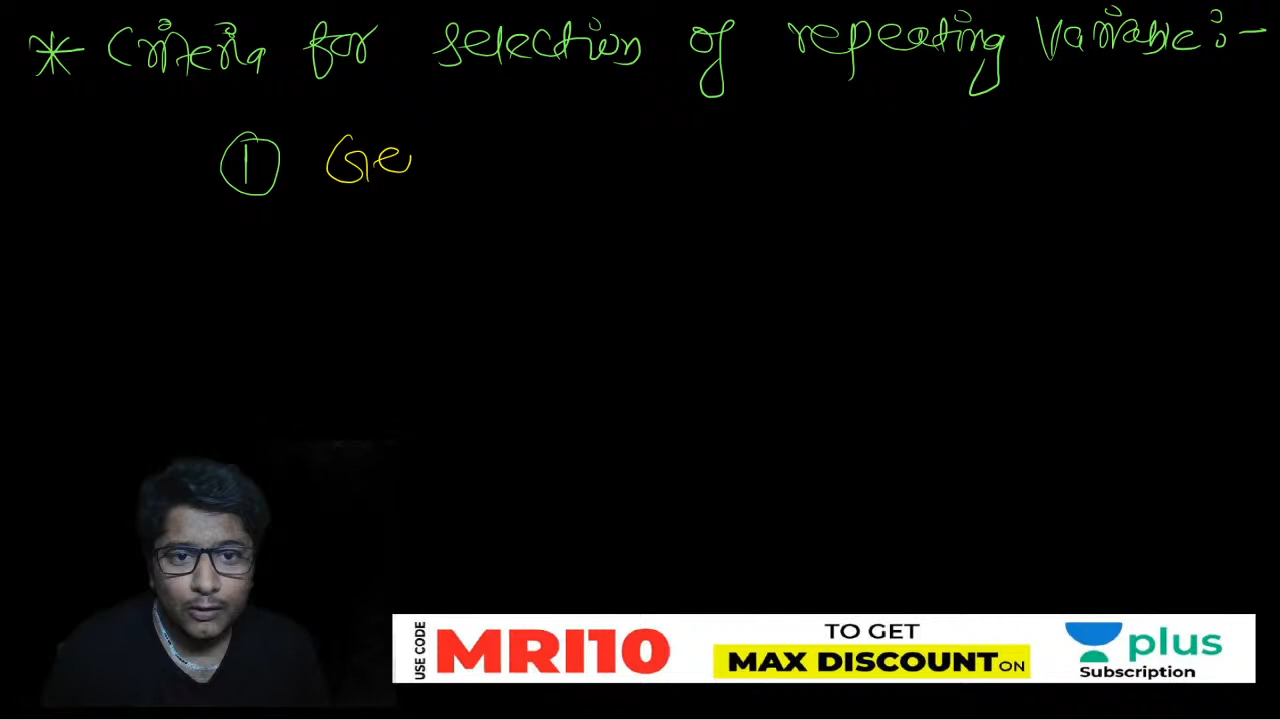 * Criteria for selection of repeating Variable :-
① Ge
USE CODE MRI10 TO GET MAX DISCOUNT ON plus Subscription